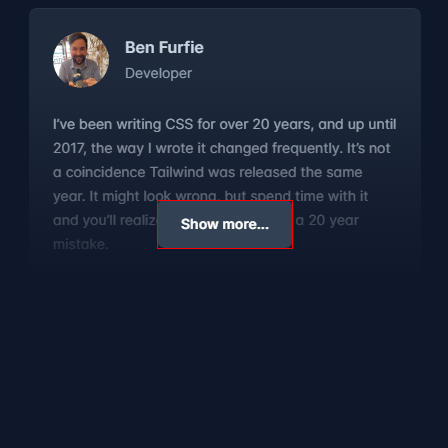 Ben Furfie
Developer
I've been writing CSS for over 20 years, and up until
2017, the way I wrote it changed frequently. It's not
a coincidence Tailwind was released the same
year. It might look wrong, but spend time with it
and you'll realize a 20 year
mistake.
Show more...